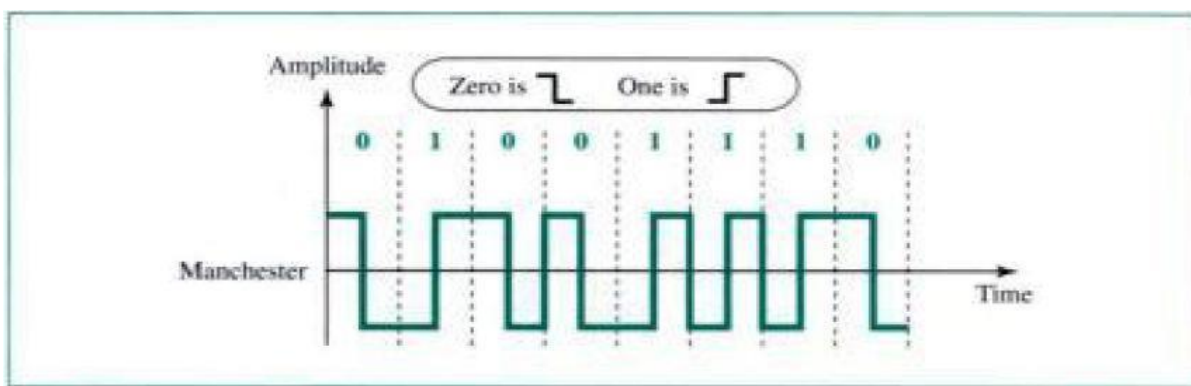 Amplitude
Zero is One is
0 1 0 0 1 1 1 0
Manchester
Time